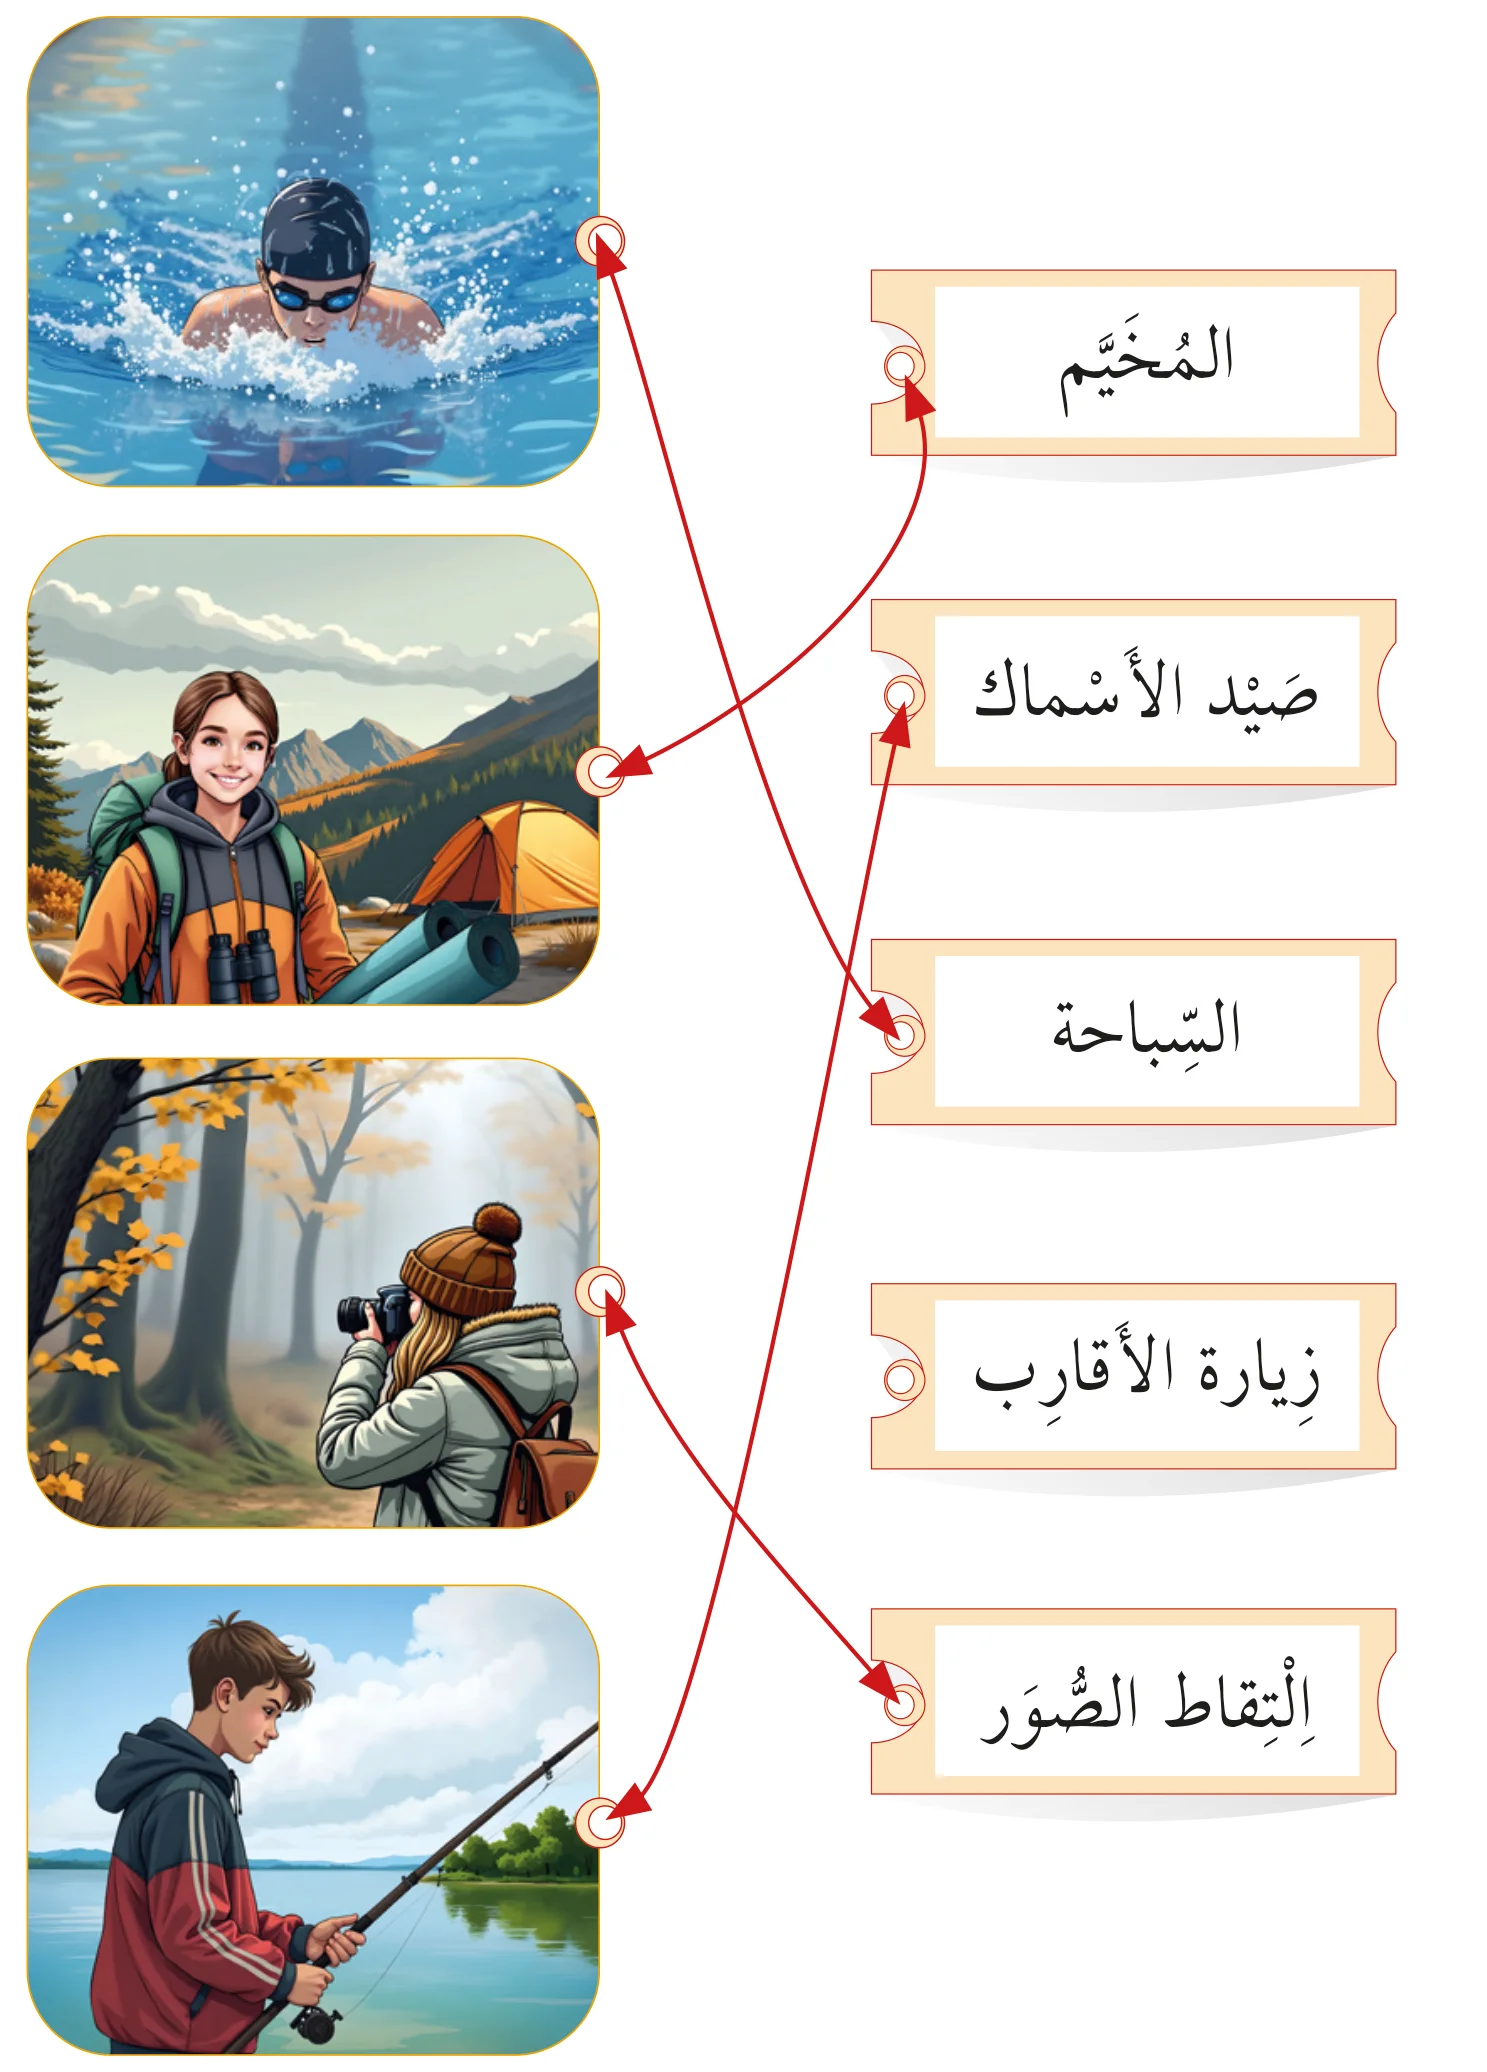 المُخَيَّم
صَيْد الأَسْماك
السِّباحة
زِيارة الأَقارِب
اِلْتِقاط الصُّوَر